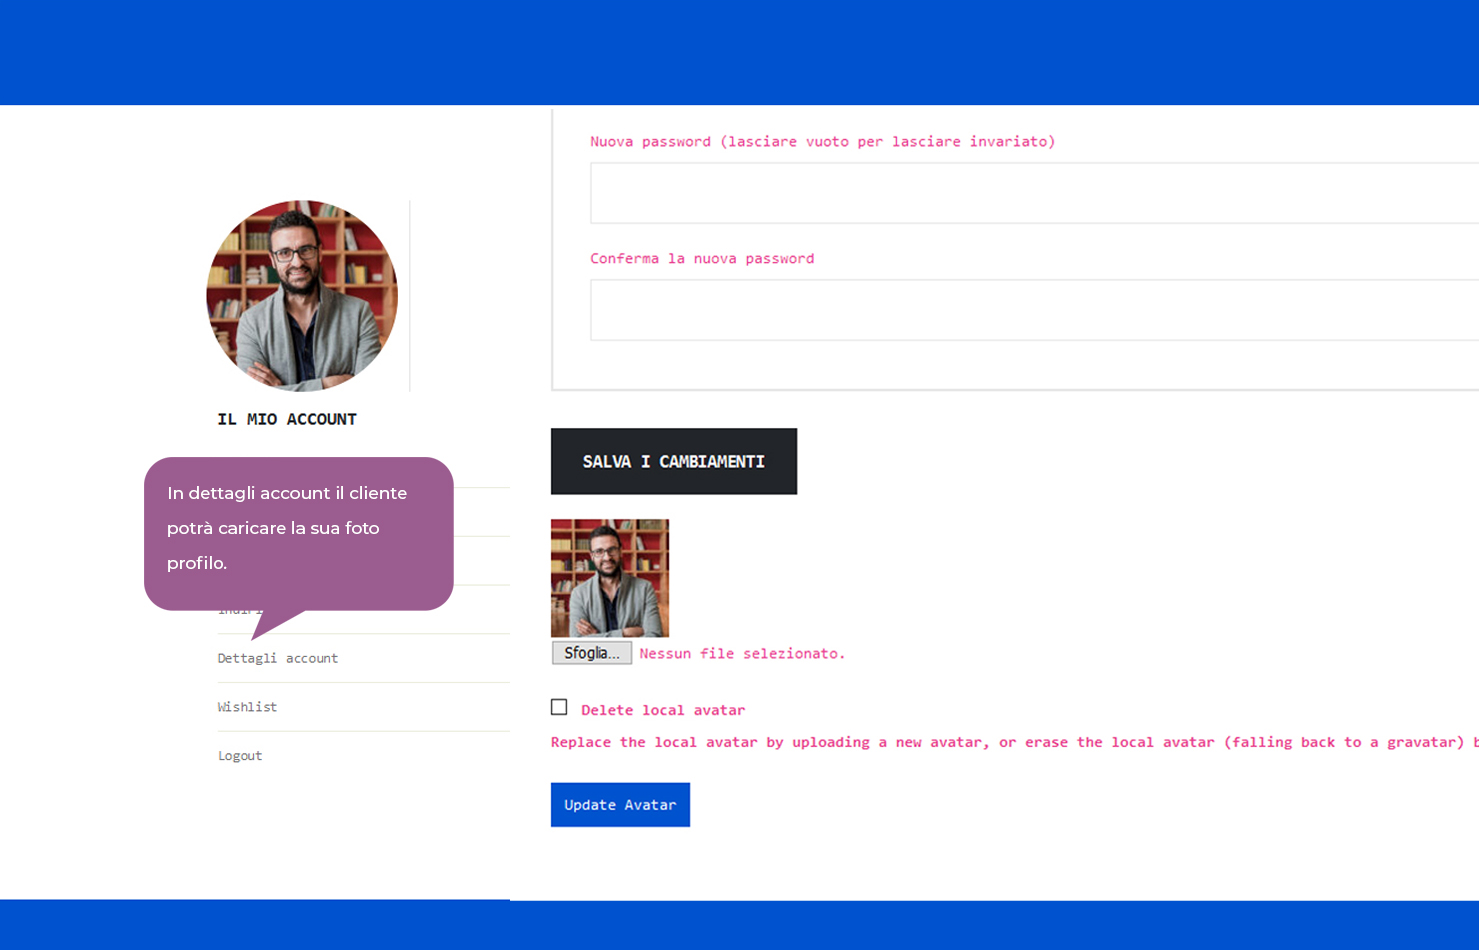 Nuova password (lasciare vuoto per lasciare invariato)
Conferma la nuova password
IL MIO ACCOUNT
In dettagli account il cliente
potrà caricare la sua foto
profilo.
Dettagli account
Wishlist
Logout
SALVA I CAMBIAMENTI
Sfoglia... Nessun file selezionato.
Delete local avatar
Replace the local avatar by uploading a new avatar, or erase the local avatar (falling back to a gravatar)
Update Avatar